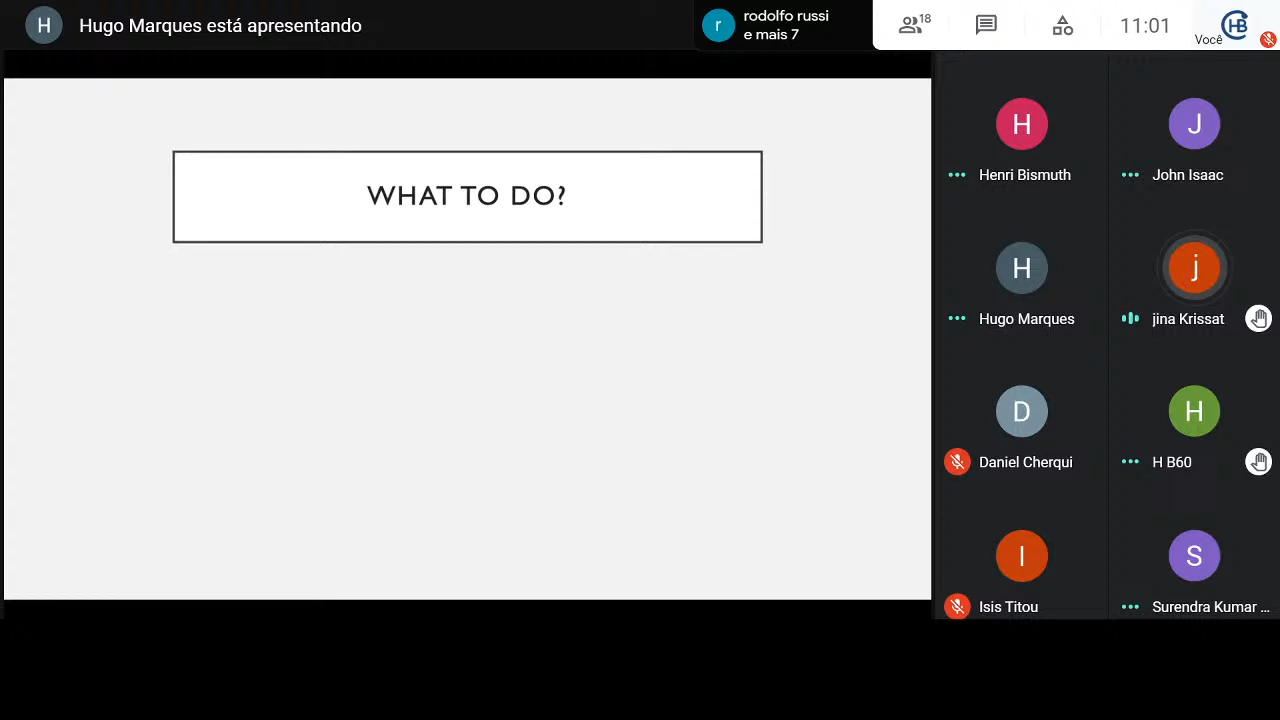 H
Hugo Marques está apresentando
r
rodolfo russi
e mais 7
18
11:01
Você
HB
WHAT TO DO?
H
Henri Bismuth
J
John Isaac
H
Hugo Marques
j
jina Krissat
D
Daniel Cherqui
H
H B60
I
Isis Titou
S
Surendra Kumar ...